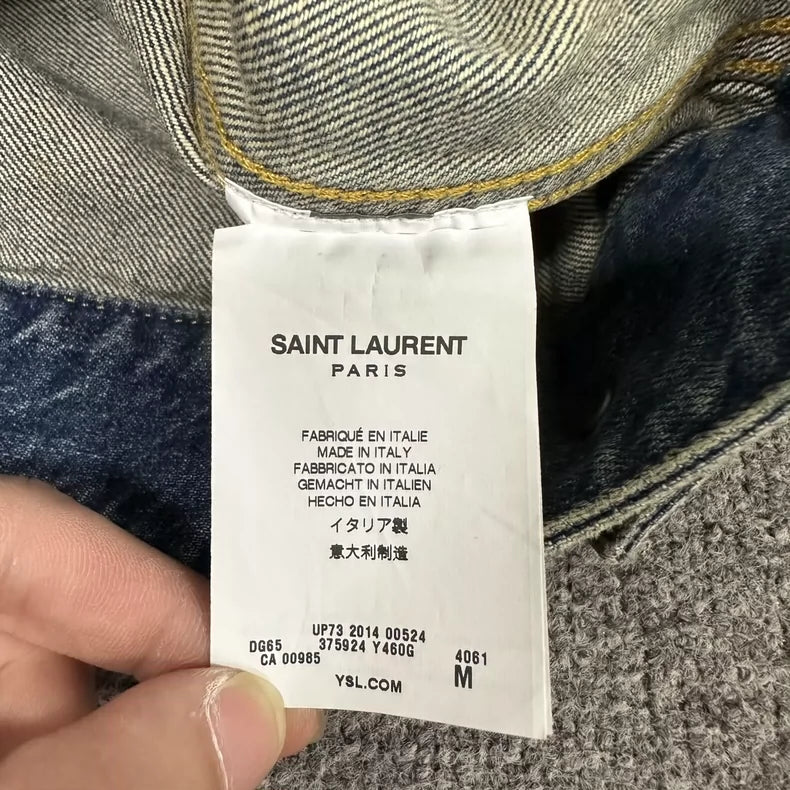 SAINT LAURENT
PARIS
FABRIQUÉ EN ITALIE
MADE IN ITALY
FABBRICATO IN ITALIA
GEMACHT IN ITALIEN
HECHO EN ITALIA
イタリア製
意大利制造
UP73 2014 00524
DG65 375924 Y460G 4061
CA 00985 M
YSL.COM